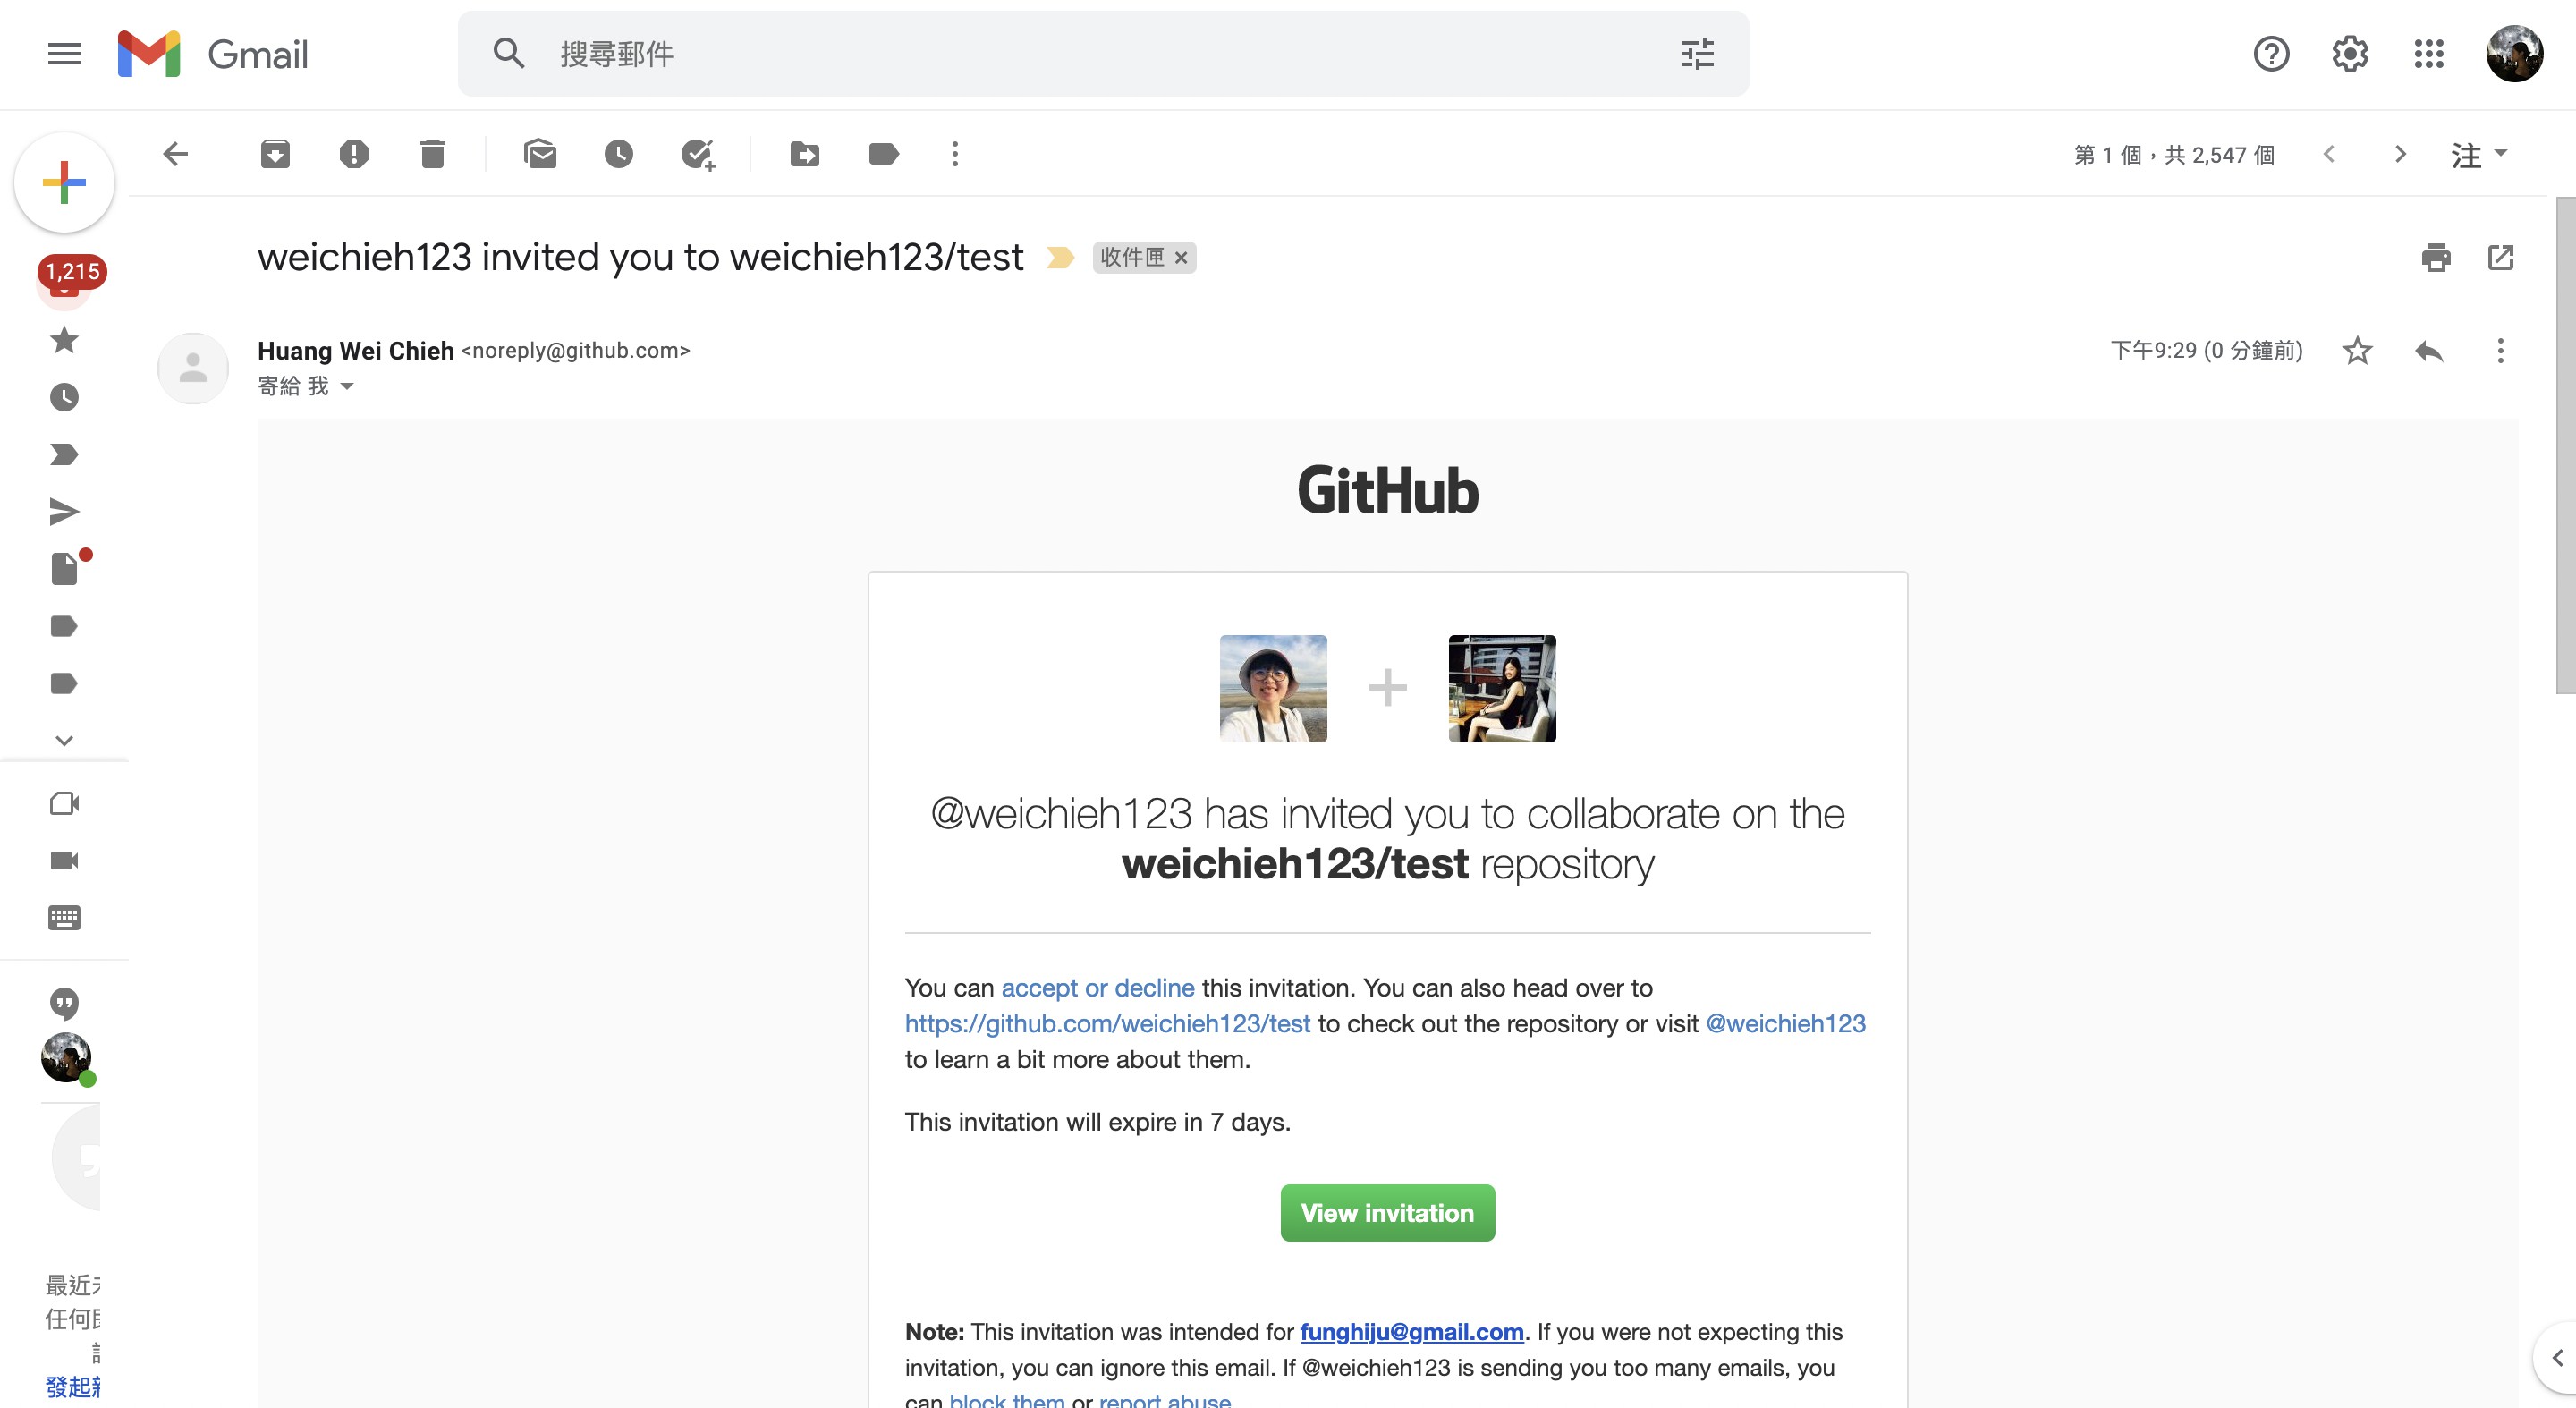 Gmail
搜尋郵件
第 1 個，共 2,547 個
注
1,215
weichieh123 invited you to weichieh123/test
收件匣 ×
Huang Wei Chieh <noreply@github.com>
下午9:29 (0 分鐘前)
寄給 我
GitHub
@weichieh123 has invited you to collaborate on the
weichieh123/test repository
You can accept or decline this invitation. You can also head over to
https://github.com/weichieh123/test to check out the repository or visit @weichieh123
to learn a bit more about them.
This invitation will expire in 7 days.
View invitation
Note: This invitation was intended for funghiju@gmail.com. If you were not expecting this
invitation, you can ignore this email. If @weichieh123 is sending you too many emails, you
can block them or report abuse
最近
任何
發起